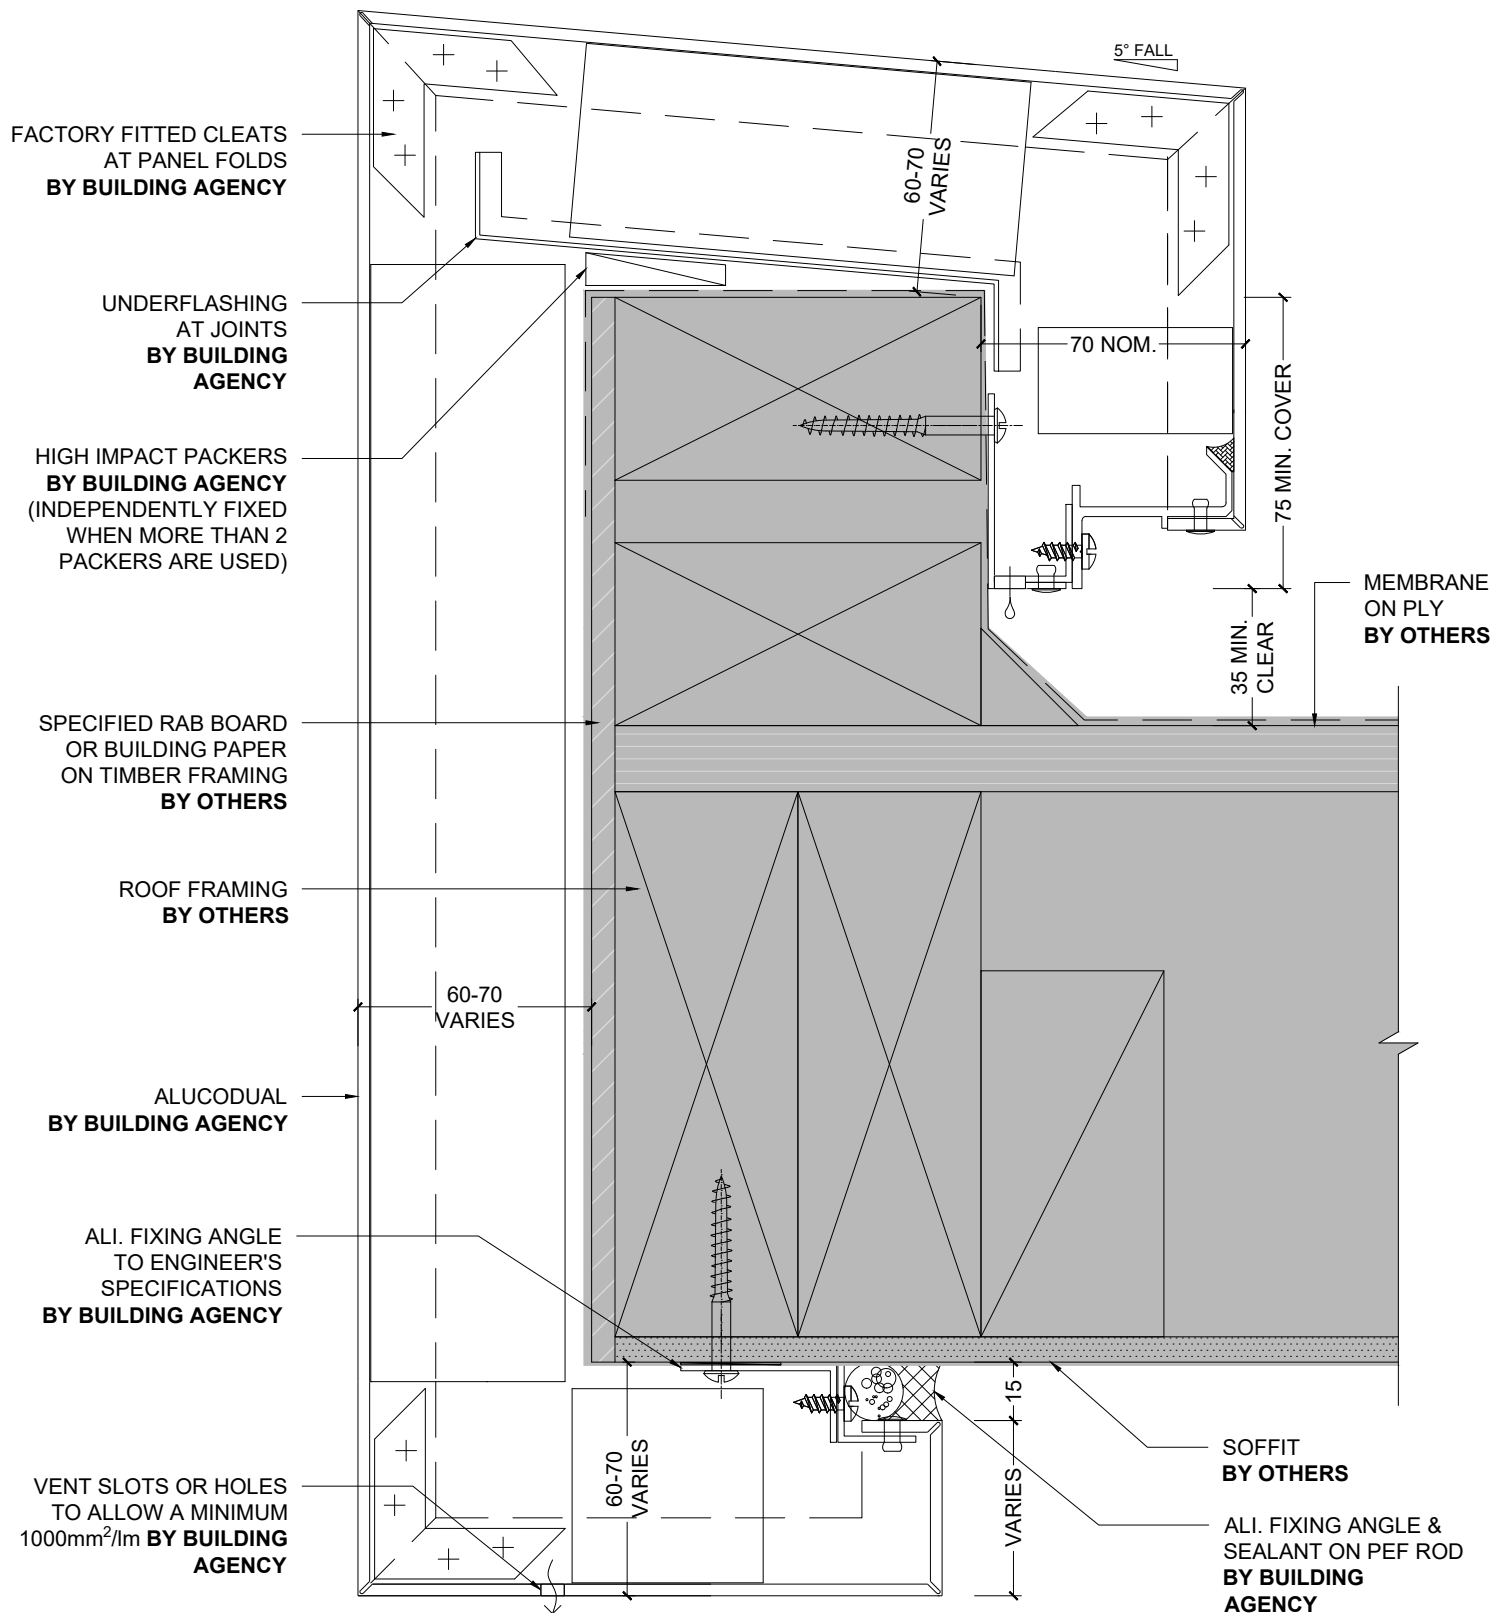 5° FALL
FACTORY FITTED CLEATS
AT PANEL FOLDS
BY BUILDING AGENCY
60-70
VARIES
UNDERFLASHING
AT JOINTS
BY BUILDING
AGENCY
70 NOM.
75 MIN. COVER
HIGH IMPACT PACKERS
BY BUILDING AGENCY
(INDEPENDENTLY FIXED
WHEN MORE THAN 2
PACKERS ARE USED)
MEMBRANE
ON PLY
BY OTHERS
35 MIN.
CLEAR
SPECIFIED RAB BOARD
OR BUILDING PAPER
ON TIMBER FRAMING
BY OTHERS
ROOF FRAMING
BY OTHERS
60-70
VARIES
ALUCODUAL
BY BUILDING AGENCY
ALI. FIXING ANGLE
TO ENGINEER'S
SPECIFICATIONS
BY BUILDING AGENCY
15
SOFFIT
BY OTHERS
60-70
VARIES
VARIES
VENT SLOTS OR HOLES
TO ALLOW A MINIMUM
1000mm²/lm BY BUILDING
AGENCY
ALI. FIXING ANGLE &
SEALANT ON PEF ROD
BY BUILDING
AGENCY